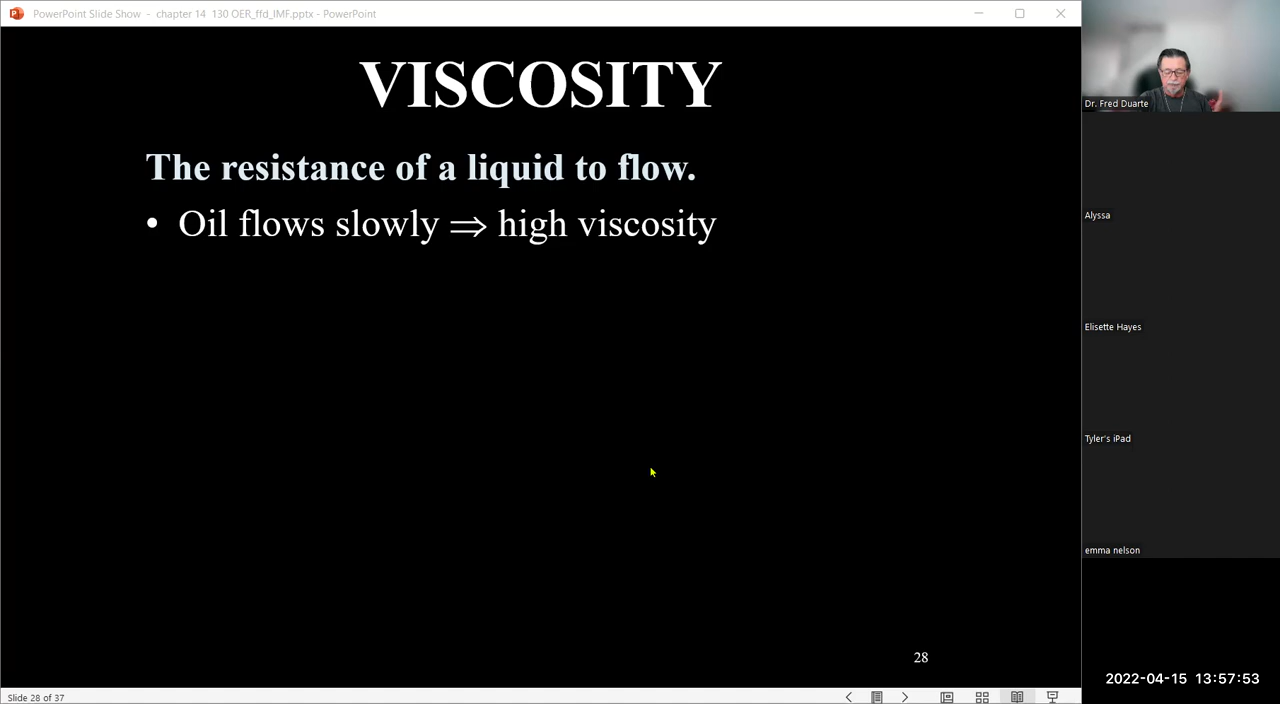 PowerPoint Slide Show - chapter 14 130 OER_ffd_IMF.pptx - PowerPoint
VISCOSITY
The resistance of a liquid to flow.
• Oil flows slowly ⇒ high viscosity
28
Slide 28 of 37
Dr. Fred Duarte
Alyssa
Elisette Hayes
Tyler's iPad
emma nelson
2022-04-15 13:57:53